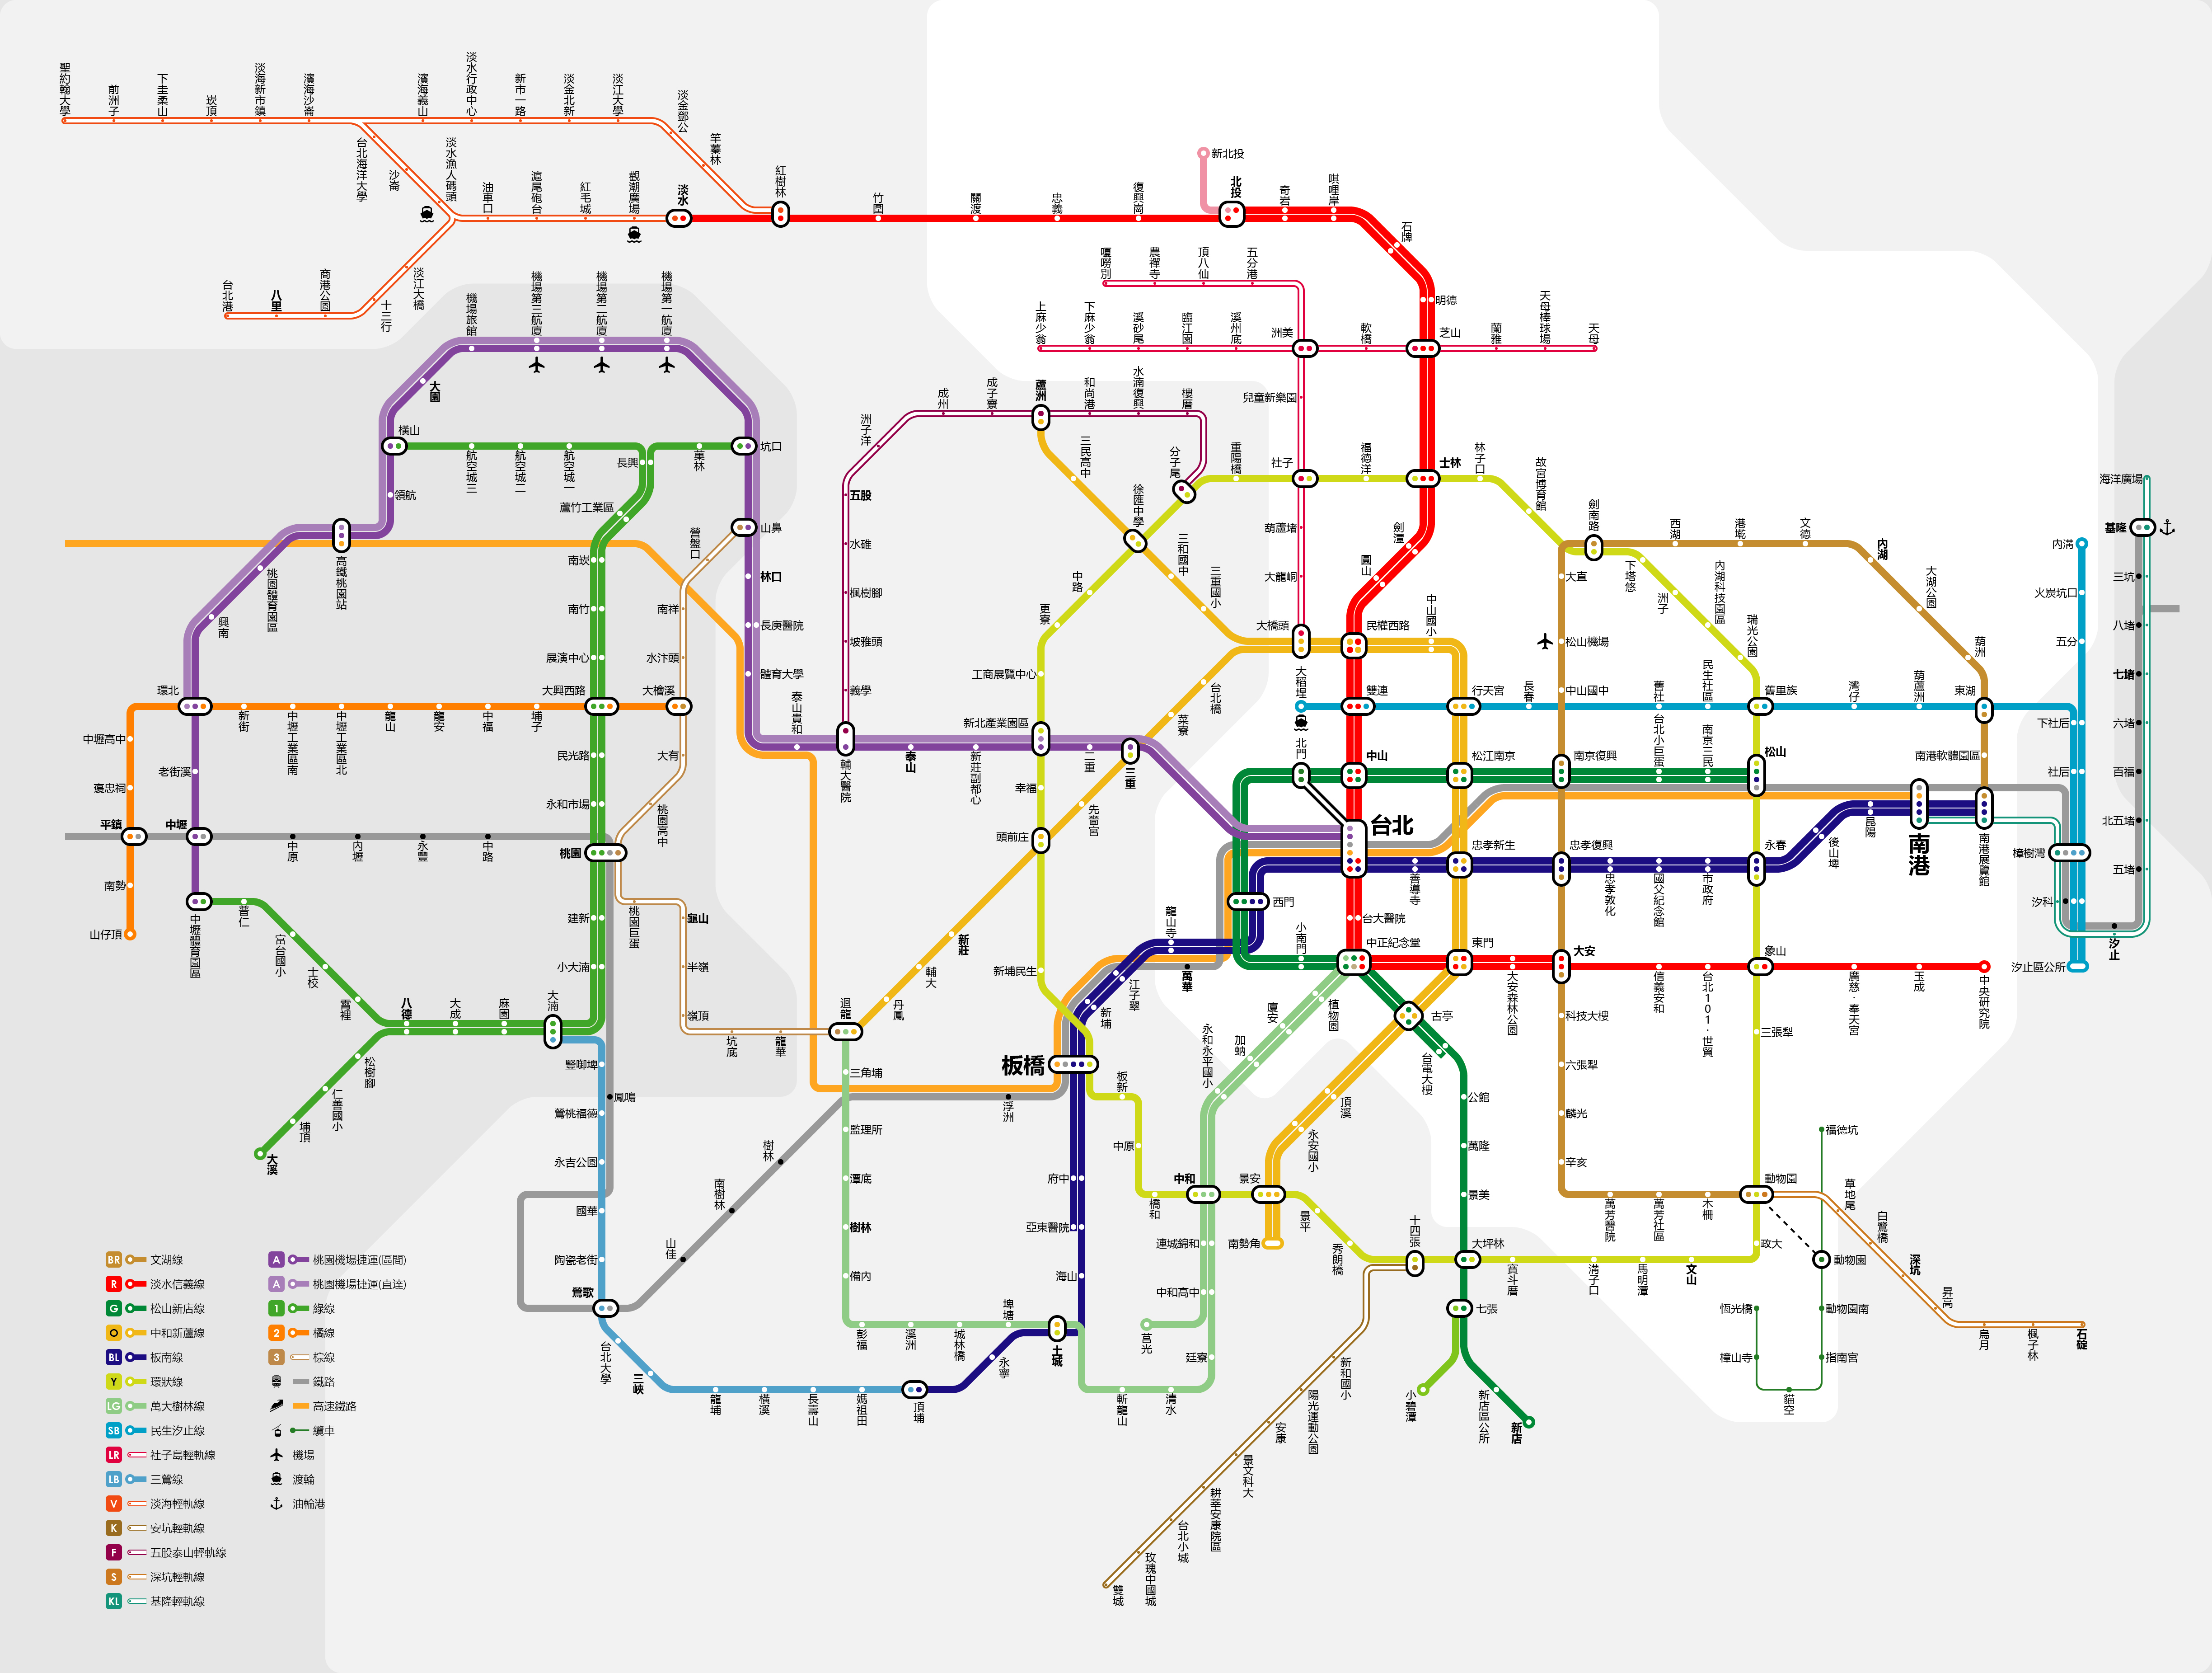 聖約翰大學
前洲子
下圭柔山
崁頂
淡海新市鎮
濱海沙崙
濱海義山
淡水行政中心
新市一路
淡金北新
淡江大學
淡金鄧公
竿蓁林
紅樹林
台北海洋大學
沙崙
淡水漁人碼頭
油車口
滬尾砲台
紅毛城
觀潮廣場
淡水
竹圍
關渡
忠義
復興崗
新北投
北投
奇岩
唭哩岸
石牌
台北港
八里
商港公園
十三行
淡江大橋
嗄嘮別
農禪寺
頂八仙
五分港
明德
上麻少翁
下麻少翁
溪砂尾
臨江園
溪州底
洲美
軟橋
芝山
蘭雅
天母棒球場
天母
機場旅館
機場第三航廈
機場第二航廈
機場第一航廈
大園
橫山
航空城三
航空城二
航空城一
長興
菓林
坑口
領航
蘆竹工業區
營盤口
山鼻
高鐵桃園站
桃園體育園區
興南
南崁
南竹
南祥
林口
長庚醫院
展演中心
水汴頭
體育大學
環北
大興西路
大檜溪
新街
中壢工業區南
中壢工業區北
龍山
龍安
中福
埔子
中壢高中
老街溪
褒忠祠
平鎮
中壢
中原
內壢
永豐
中路
民光路
大有
永和市場
桃園高中
桃園
南勢
山仔頂
中壢體育園區
普仁
富台國小
士校
霄裡
八德
大成
麻園
大湳
建新
小大湳
桃園巨蛋
龜山
半嶺
嶺頂
坑底
龍華
迴龍
松樹腳
仁善國小
埔頂
大溪
成州
成子寮
蘆洲
和尚港
水湳復興
樓厝
洲子洋
五股
水碓
楓樹腳
坡雅頭
義學
泰山貴和
輔大醫院
泰山
新莊副都心
新北產業園區
二重
三重
三民高中
徐匯中學
三和國中
三重國小
分子尾
中路
更寮
工商展覽中心
幸福
頭前庄
先嗇宮
菜寮
台北橋
新莊
輔大
丹鳳
新埔民生
兒童新樂園
重陽橋
社子
福德洋
士林
林子口
故宮博育館
劍南路
葫蘆堵
大龍峒
劍潭
圓山
大橋頭
民權西路
中山國小
大稻埕
雙連
行天宮
長春
舊社
民生社區
舊里族
灣仔
葫蘆洲
東湖
大直
松山機場
中山國中
西湖
港墘
文德
內湖
大湖公園
葫洲
下塔悠
洲子
內湖科技園區
瑞光公園
北門
中山
松江南京
南京復興
台北小巨蛋
南京三民
松山
南港軟體園區
台北
善導寺
忠孝新生
忠孝復興
忠孝敦化
國父紀念館
市政府
永春
後山埤
昆陽
南港
南港展覽館
西門
龍山寺
萬華
江子翠
新埔
板橋
小南門
台大醫院
中正紀念堂
東門
大安森林公園
大安
信義安和
台北101·世貿
象山
廣慈·奉天宮
玉成
中央研究院
海洋廣場
基隆
三坑
八堵
七堵
六堵
百福
北五堵
五堵
汐止
內溝
火炭坑口
五分
下社后
社后
樟樹灣
汐科
汐止區公所
植物園
廈安
加蚋
永和永平國小
古亭
台電大樓
頂溪
永安國小
公館
萬隆
景美
科技大樓
六張犁
麟光
辛亥
萬芳醫院
萬芳社區
木柵
動物園
三張犁
政大
福德坑
動物園
動物園南
指南宮
貓空
樟山寺
恆光橋
草地尾
白鷺橋
深坑
昇高
烏月
楓子林
石碇
豎啣埤
鳳鳴
鶯桃福德
永吉公園
國華
陶瓷老街
鶯歌
台北大學
三峽
龍埔
橫溪
長壽山
媽祖田
頂埔
永寧
三角埔
監理所
潭底
樹林
備內
彭福
溪洲
城林橋
埤塘
土城
浮洲
樹林
南樹林
山佳
府中
亞東醫院
海山
板新
中原
橋和
中和
景安
連城錦和
南勢角
中和高中
莒光
廷寮
斬龍山
清水
景平
秀朗橋
十四張
大坪林
寶斗厝
溝子口
馬明潭
文山
七張
小碧潭
新店區公所
新店
新和國小
陽光運動公園
安康
景文科大
耕莘安康院區
台北小城
玫瑰中國城
雙城
BR 文湖線
R 淡水信義線
G 松山新店線
O 中和新蘆線
BL 板南線
Y 環狀線
LG 萬大樹林線
SB 民生汐止線
LR 社子島輕軌線
LB 三鶯線
V 淡海輕軌線
K 安坑輕軌線
F 五股泰山輕軌線
S 深坑輕軌線
KL 基隆輕軌線
A 桃園機場捷運(區間)
A 桃園機場捷運(直達)
1 綠線
2 橘線
3 棕線
鐵路
高速鐵路
纜車
機場
渡輪
油輪港